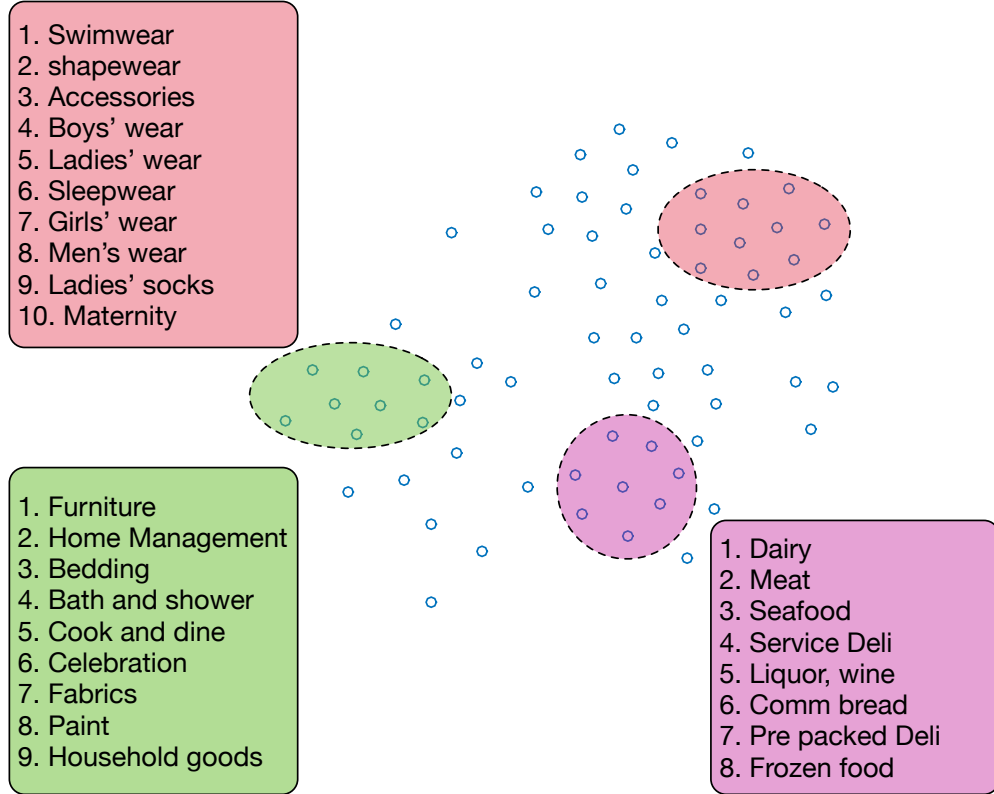 1. Swimwear
2. shapewear
3. Accessories
4. Boys’ wear
5. Ladies’ wear
6. Sleepwear
7. Girls’ wear
8. Men’s wear
9. Ladies’ socks
10. Maternity
1. Furniture
2. Home Management
3. Bedding
4. Bath and shower
5. Cook and dine
6. Celebration
7. Fabrics
8. Paint
9. Household goods
1. Dairy
2. Meat
3. Seafood
4. Service Deli
5. Liquor, wine
6. Comm bread
7. Pre packed Deli
8. Frozen food